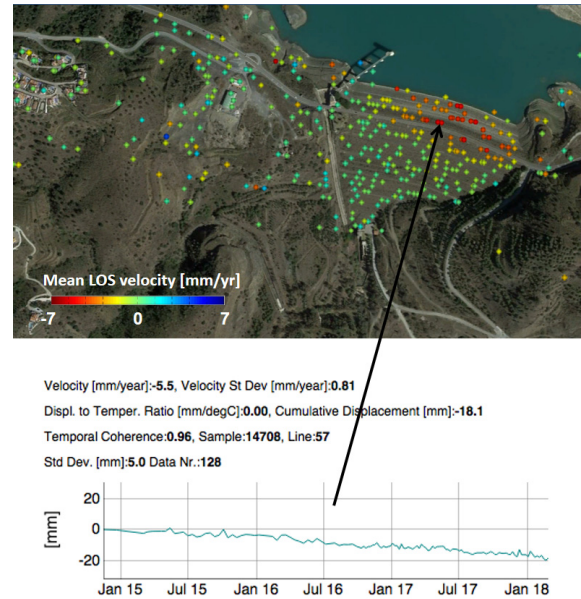 Mean LOS velocity [mm/yr]
-7 0 7
Velocity [mm/year]:-5.5, Velocity St Dev [mm/year]:0.81
Displ. to Temper. Ratio [mm/degC]:0.00, Cumulative Displacement [mm]:-18.1
Temporal Coherence:0.96, Sample:14708, Line:57
Std Dev. [mm]:5.0 Data Nr.:128
[mm]
20
0
-20
Jan 15 Jul 15 Jan 16 Jul 16 Jan 17 Jul 17 Jan 18